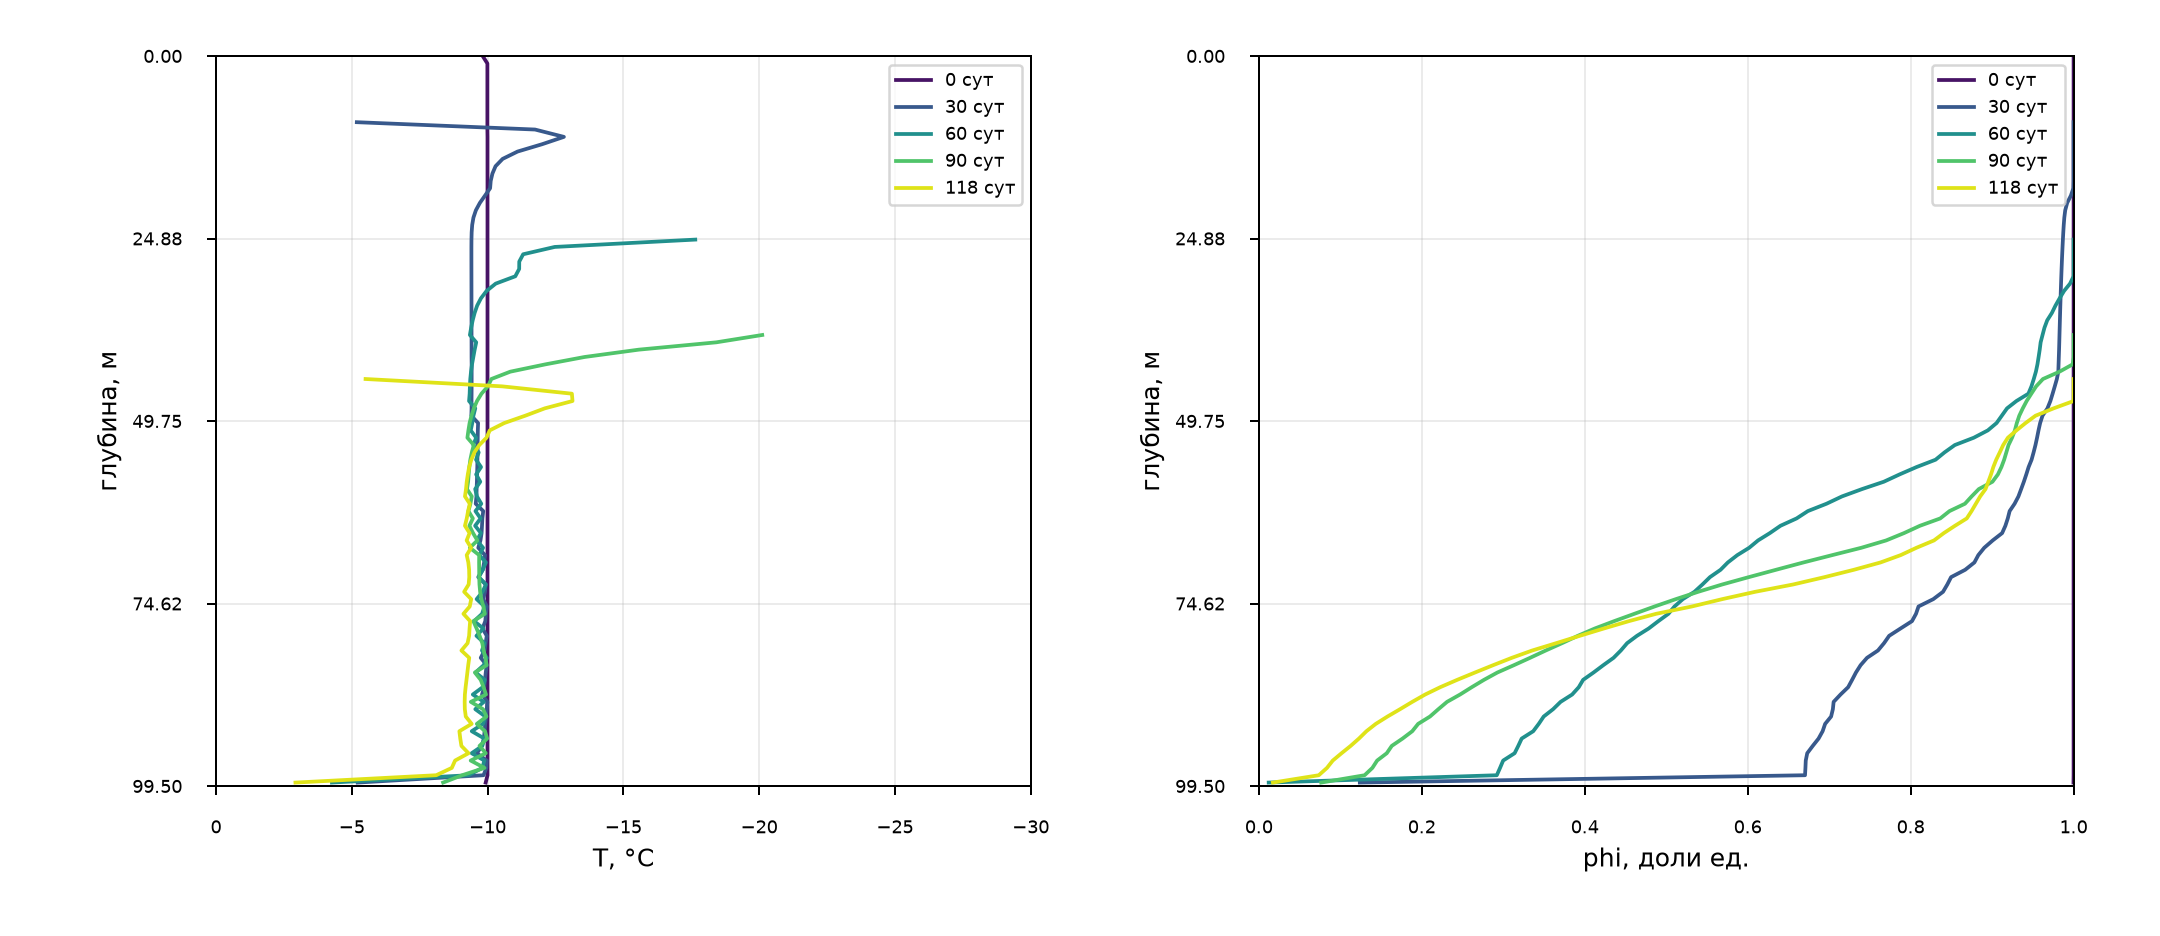 0.00
24.88
49.75
74.62
99.50
глубина, м
0
−5
−10
−15
−20
−25
−30
T, °C
0 сут
30 сут
60 сут
90 сут
118 сут
0.00
24.88
49.75
74.62
99.50
глубина, м
0.0
0.2
0.4
0.6
0.8
1.0
phi, доли ед.
0 сут
30 сут
60 сут
90 сут
118 сут